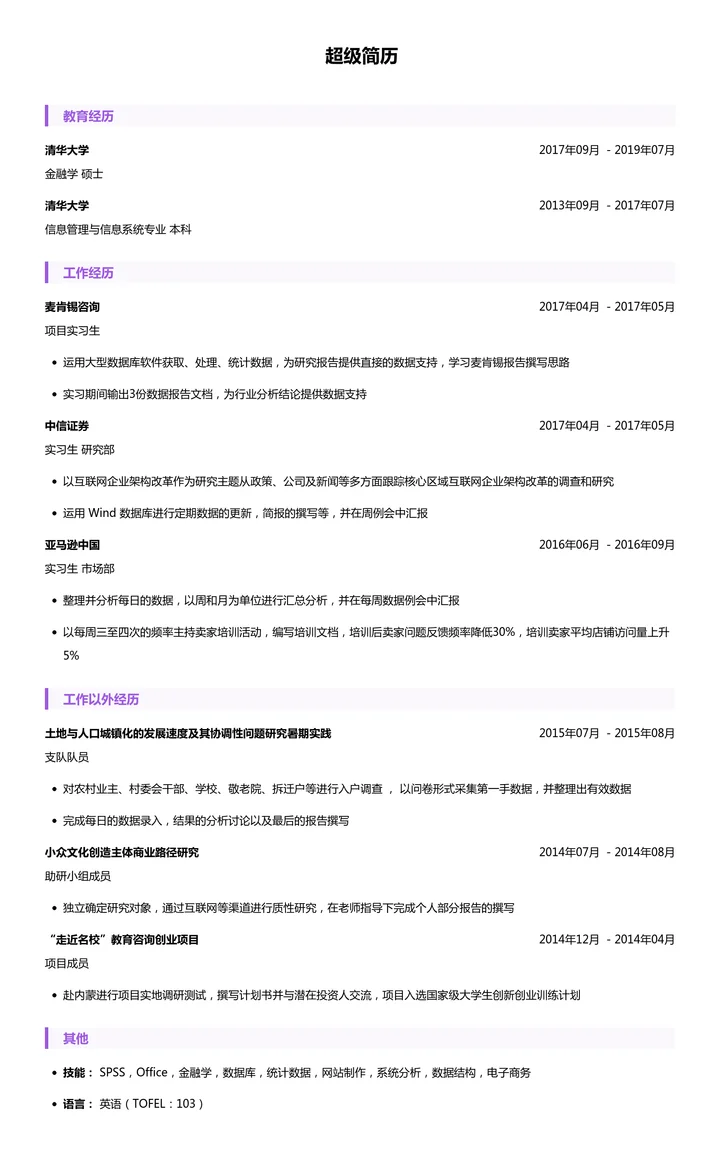 超级简历
教育经历
清华大学 2017年09月 - 2019年07月
金融学 硕士
清华大学 2013年09月 - 2017年07月
信息管理与信息系统专业 本科
工作经历
麦肯锡咨询 2017年04月 - 2017年05月
项目实习生
• 运用大型数据库软件获取、处理、统计数据，为研究报告提供直接的数据支持，学习麦肯锡报告撰写思路
• 实习期间输出3份数据报告文档，为行业分析结论提供数据支持
中信证券 2017年04月 - 2017年05月
实习生 研究部
• 以互联网企业架构改革作为研究主题从政策、公司及新闻等多方面跟踪核心区域互联网企业架构改革的调查和研究
• 运用 Wind 数据库进行定期数据的更新，简报的撰写等，并在周例会中汇报
亚马逊中国 2016年06月 - 2016年09月
实习生 市场部
• 整理并分析每日的数据，以周和月为单位进行汇总分析，并在每周数据例会中汇报
• 以每周三至四次的频率主持卖家培训活动，编写培训文档，培训后卖家问题反馈频率降低30%，培训卖家平均店铺访问量上升
5%
工作以外经历
土地与人口城镇化的发展速度及其协调性问题研究暑期实践 2015年07月 - 2015年08月
支队队员
• 对农村业主、村委会干部、学校、敬老院、拆迁户等进行入户调查 ， 以问卷形式采集第一手数据，并整理出有效数据
• 完成每日的数据录入，结果的分析讨论以及最后的报告撰写
小众文化创造主体商业路径研究 2014年07月 - 2014年08月
助研小组成员
• 独立确定研究对象，通过互联网等渠道进行质性研究，在老师指导下完成个人部分报告的撰写
“走近名校”教育咨询创业项目 2014年12月 - 2014年04月
项目成员
• 赴内蒙进行项目实地调研测试，撰写计划书并与潜在投资人交流，项目入选国家级大学生创新创业训练计划
其他
• 技能： SPSS，Office，金融学，数据库，统计数据，网站制作，系统分析，数据结构，电子商务
• 语言： 英语（TOFEL：103）